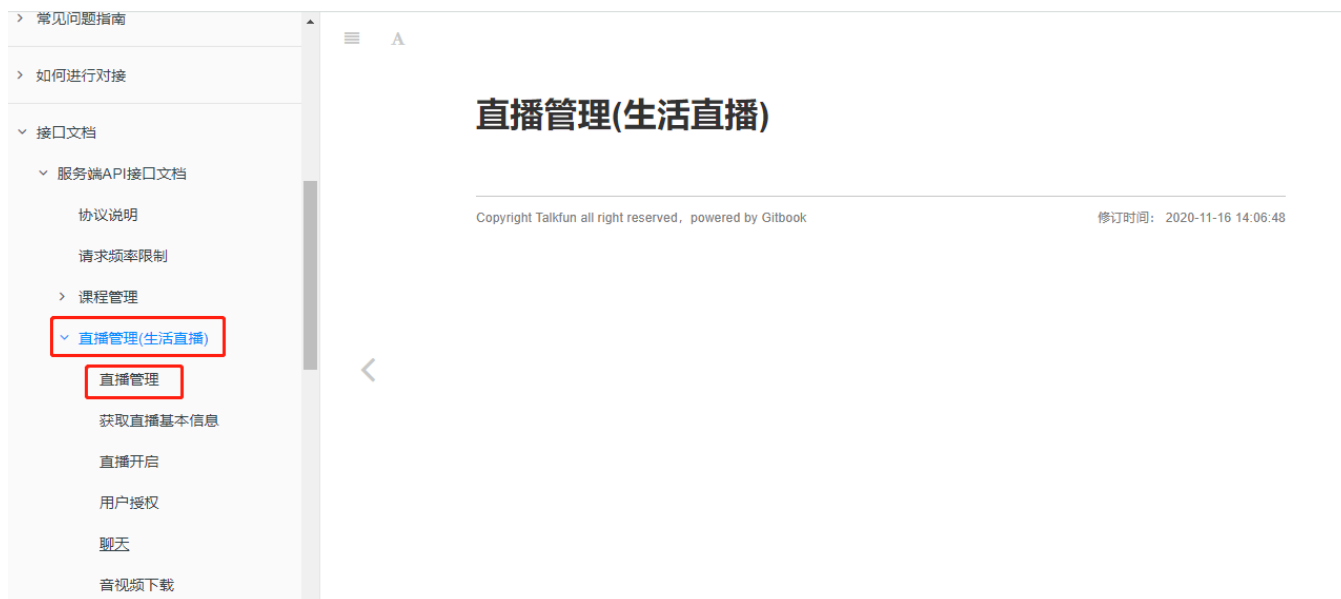 常见问题指南
如何进行对接
接口文档
服务端API接口文档
协议说明
请求频率限制
课程管理
直播管理(生活直播)
直播管理
获取直播基本信息
直播开启
用户授权
聊天
音视频下载
A
直播管理(生活直播)
Copyright Talkfun all right reserved，powered by Gitbook
修订时间： 2020-11-16 14:06:48